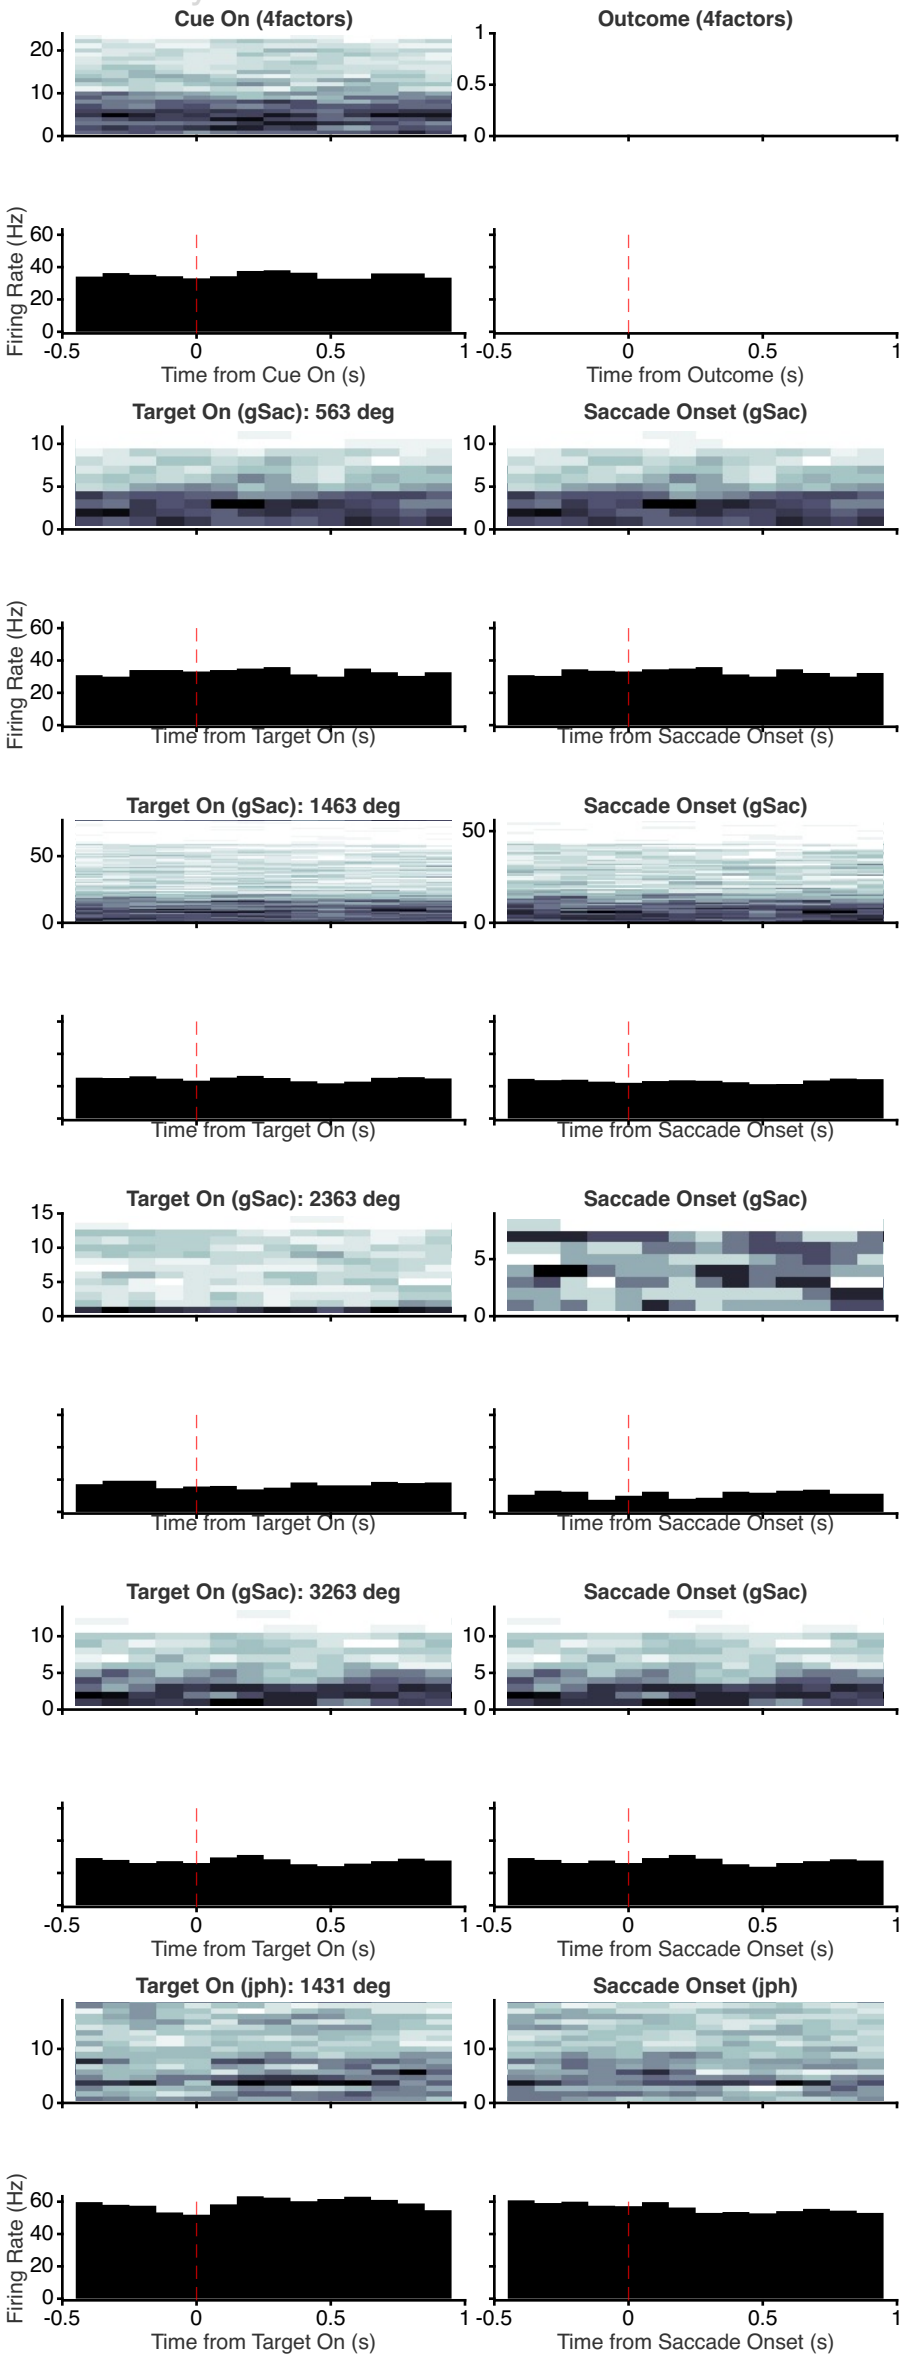 Cue On (4factors) Outcome (4factors)
20
10
0
1
0.5
0
Firing Rate (Hz)
60
40
20
0
-0.5 0 0.5 1 -0.5 0 0.5 1
Time from Cue On (s) Time from Outcome (s)
Target On (gSac): 563 deg Saccade Onset (gSac)
10
5
0
10
5
0
Firing Rate (Hz)
60
40
20
0
Time from Target On (s) Time from Saccade Onset (s)
Target On (gSac): 1463 deg Saccade Onset (gSac)
50
0
50
0
Time from Target On (s) Time from Saccade Onset (s)
Target On (gSac): 2363 deg Saccade Onset (gSac)
15
10
5
0
5
0
Time from Target On (s) Time from Saccade Onset (s)
Target On (gSac): 3263 deg Saccade Onset (gSac)
10
5
0
10
5
0
-0.5 0 0.5 1 -0.5 0 0.5 1
Time from Target On (s) Time from Saccade Onset (s)
Target On (jph): 1431 deg Saccade Onset (jph)
10
0
10
0
Firing Rate (Hz)
60
40
20
0
-0.5 0 0.5 1 -0.5 0 0.5 1
Time from Target On (s) Time from Saccade Onset (s)